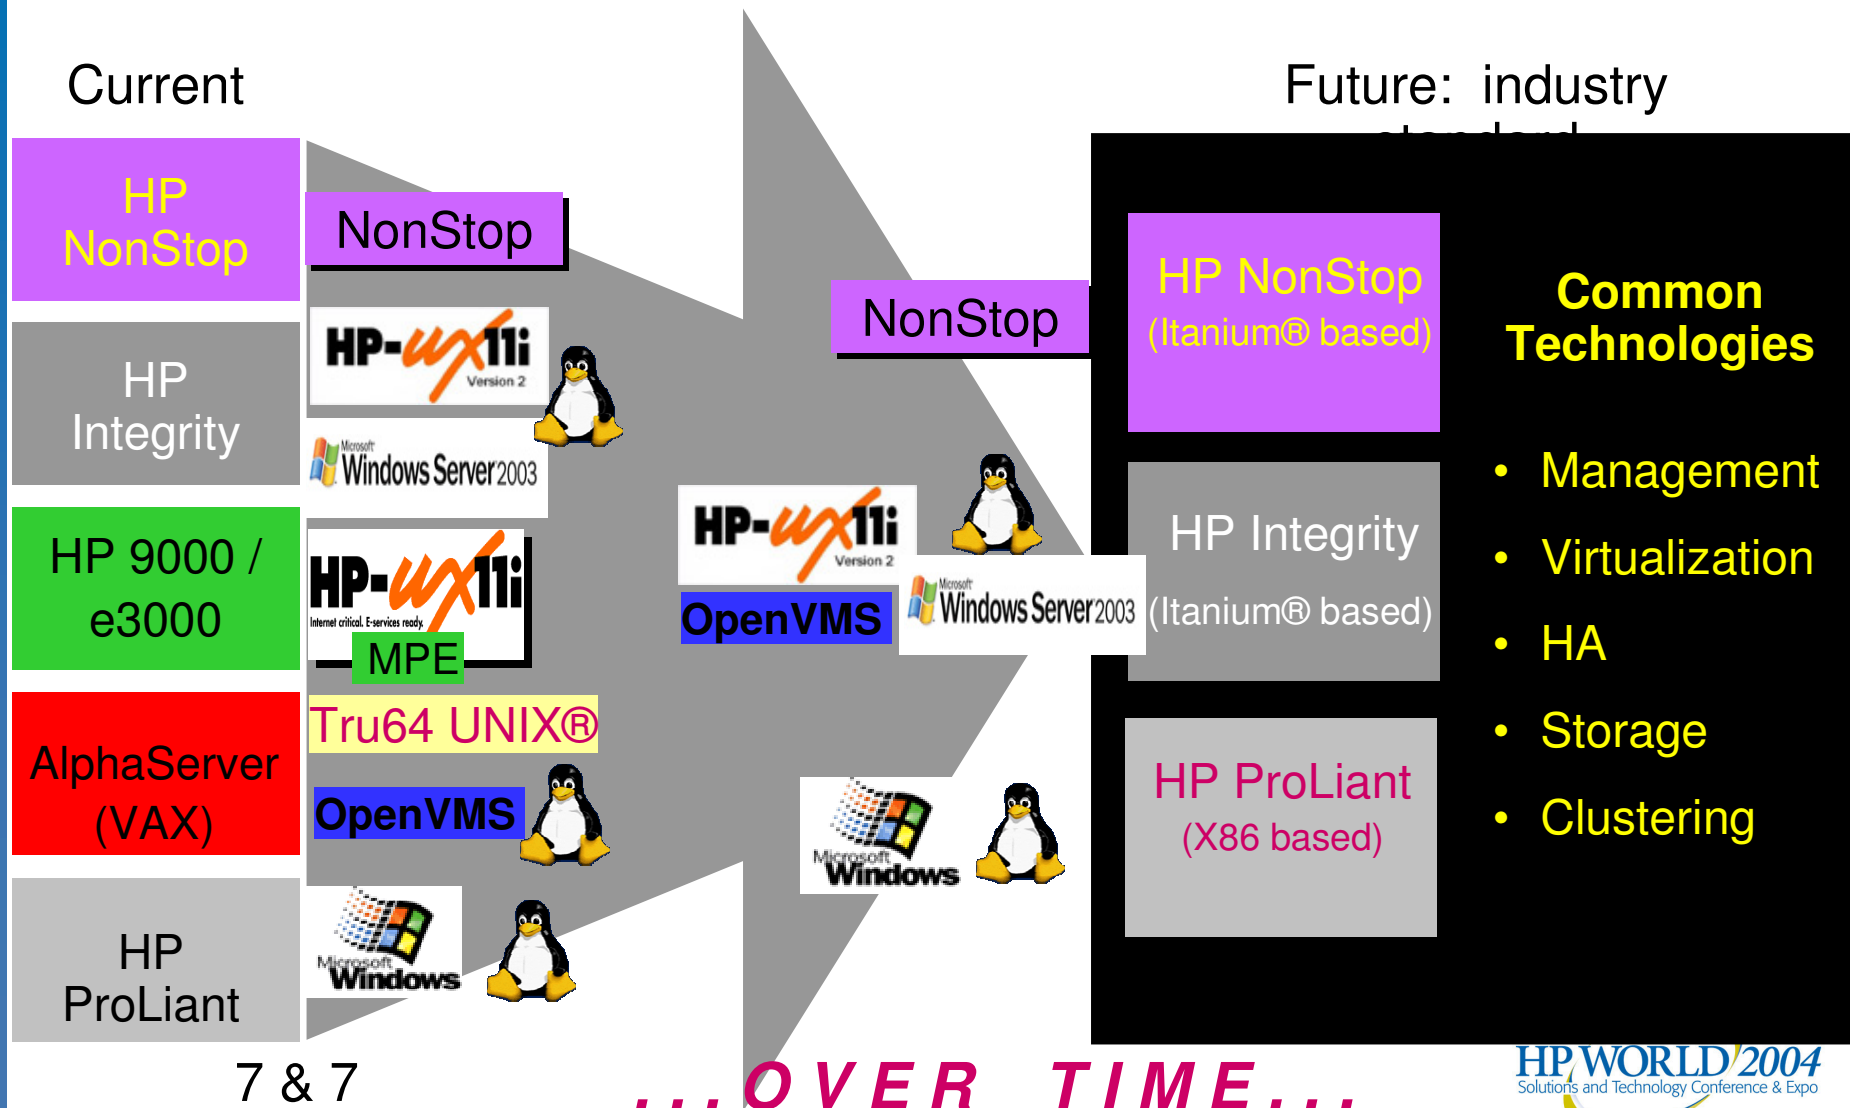 Current
Future: industry
standard
HP
NonStop
NonStop
HP
Integrity
HP-UX 11i
Version 2
Microsoft
Windows Server 2003
HP 9000 /
e3000
HP-UX 11i
Internet critical. E-services ready.
MPE
AlphaServer
(VAX)
Tru64 UNIX®
OpenVMS
HP
ProLiant
Microsoft
Windows
7 & 7
NonStop
HP-UX 11i
Version 2
OpenVMS
Microsoft
Windows Server 2003
Microsoft
Windows
...OVER TIME...
HP NonStop
(Itanium® based)
HP Integrity
(Itanium® based)
HP ProLiant
(X86 based)
Common
Technologies
• Management
• Virtualization
• HA
• Storage
• Clustering
HP WORLD 2004
Solutions and Technology Conference & Expo